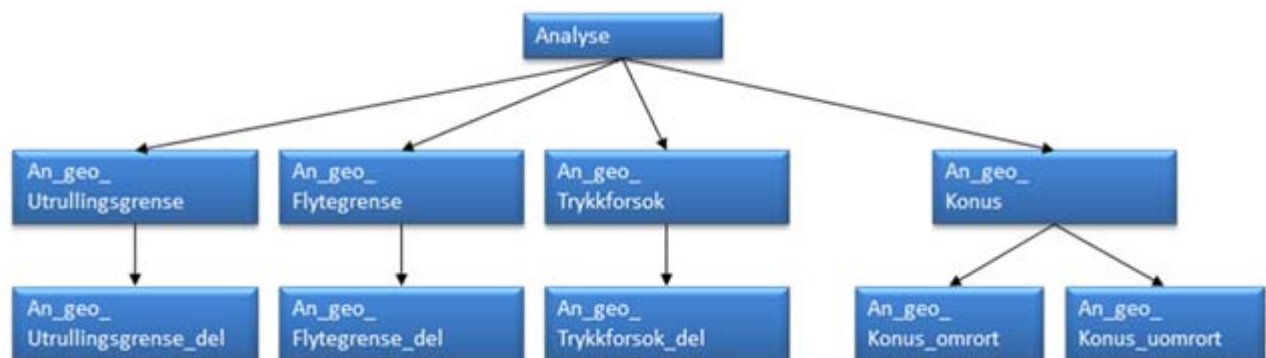 Analyse
An_geo_
Utrullingsgrense
An_geo_
Flytegrense
An_geo_
Trykkforsok
An_geo_
Konus
An_geo_
Utrullingsgrense_del
An_geo_
Flytegrense_del
An_geo_
Trykkforsok_del
An_geo_
Konus_omrort
An_geo_
Konus_uomrort